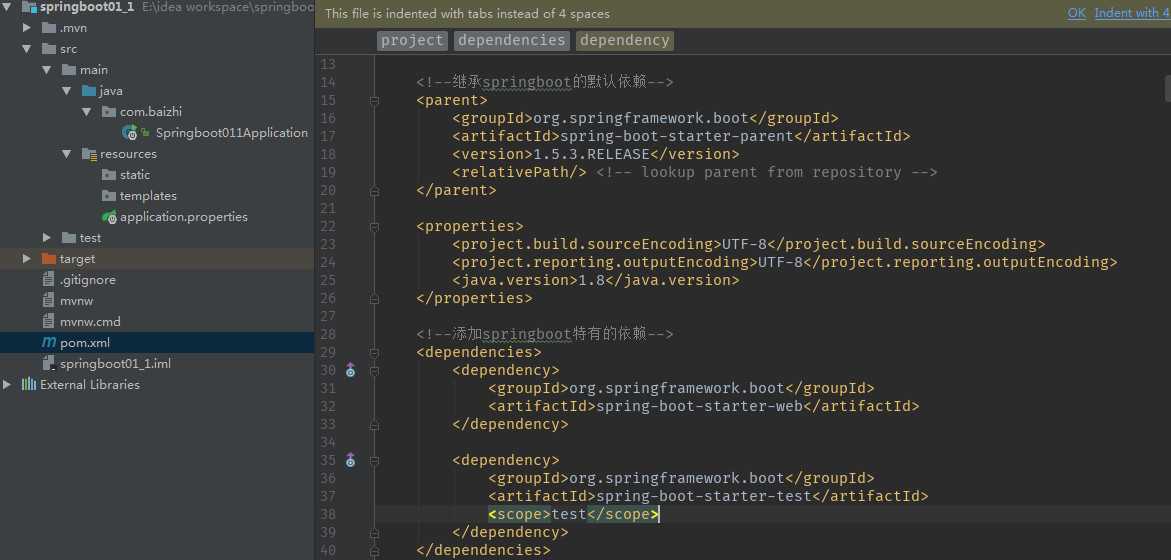 springboot01_1 E:\idea workspace\springboo
.mvn
src
main
java
com.baizhi
Springboot011Application
resources
static
templates
application.properties
test
target
.gitignore
mvnw
mvnw.cmd
pom.xml
springboot01_1.iml
External Libraries
This file is indented with tabs instead of 4 spaces OK Indent with 4
project dependencies dependency
13
14 <!--继承springboot的默认依赖-->
15 <parent>
16 <groupId>org.springframework.boot</groupId>
17 <artifactId>spring-boot-starter-parent</artifactId>
18 <version>1.5.3.RELEASE</version>
19 <relativePath/> <!-- lookup parent from repository -->
20 </parent>
21
22 <properties>
23 <project.build.sourceEncoding>UTF-8</project.build.sourceEncoding>
24 <project.reporting.outputEncoding>UTF-8</project.reporting.outputEncoding>
25 <java.version>1.8</java.version>
26 </properties>
27
28 <!--添加springboot特有的依赖-->
29 <dependencies>
30 <dependency>
31 <groupId>org.springframework.boot</groupId>
32 <artifactId>spring-boot-starter-web</artifactId>
33 </dependency>
34
35 <dependency>
36 <groupId>org.springframework.boot</groupId>
37 <artifactId>spring-boot-starter-test</artifactId>
38 <scope>test</scope>
39 </dependency>
40 </dependencies>